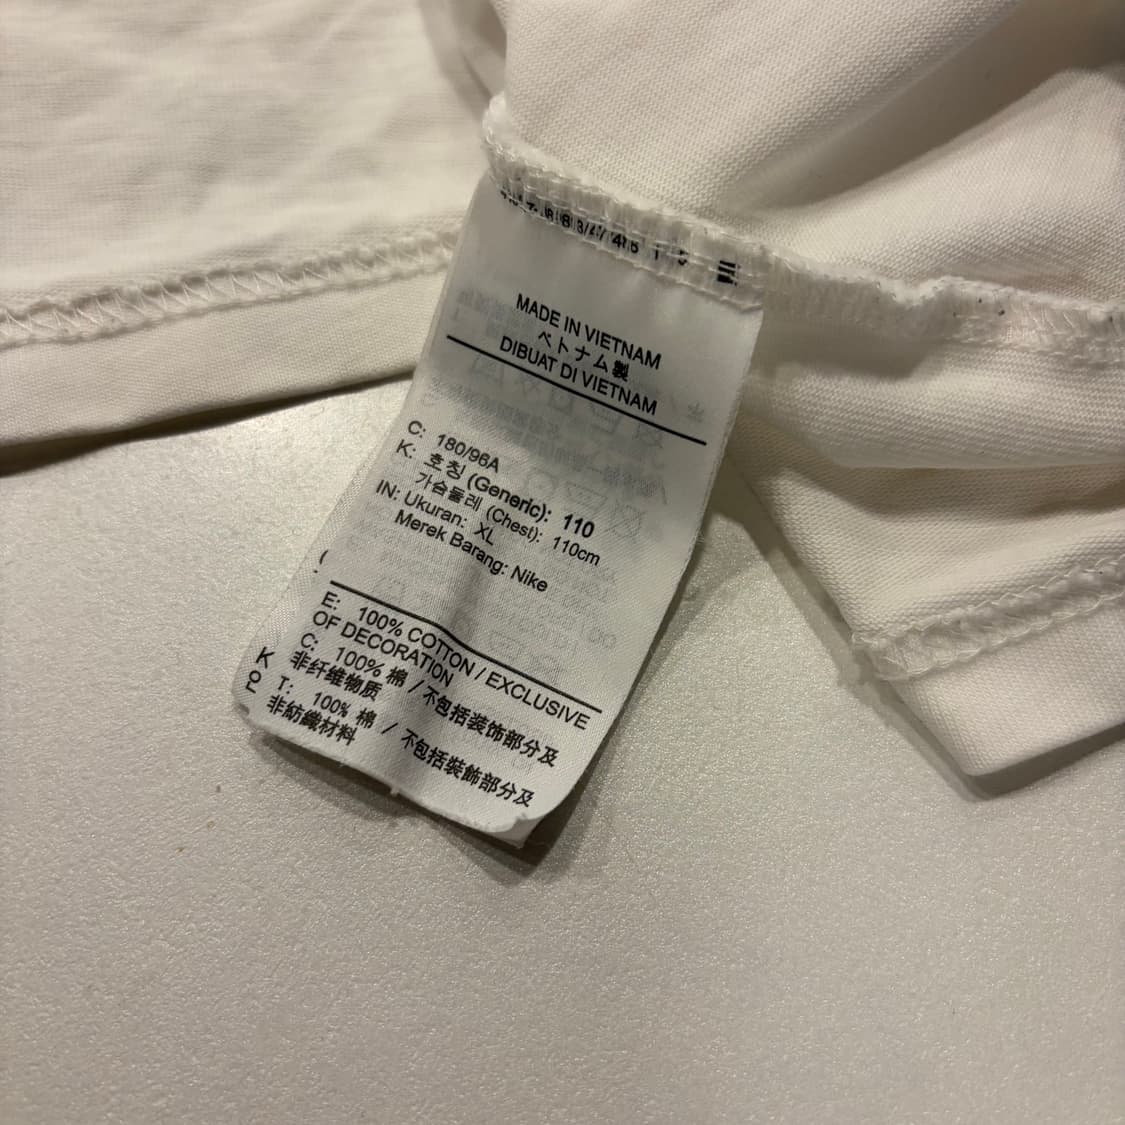 MADE IN VIETNAM
ベトナム製
DIBUAT DI VIETNAM
C: 180/96A
K: 호칭 (Generic): 110
가슴둘레 (Chest): 110cm
IN: Ukuran: XL
Merek Barang: Nike
E: 100% COTTON / EXCLUSIVE
OF DECORATION
C: 100% 棉 / 不包括装饰部分及
非纤维物质
T: 100% 棉 / 不包括裝飾部分及
非紡織材料